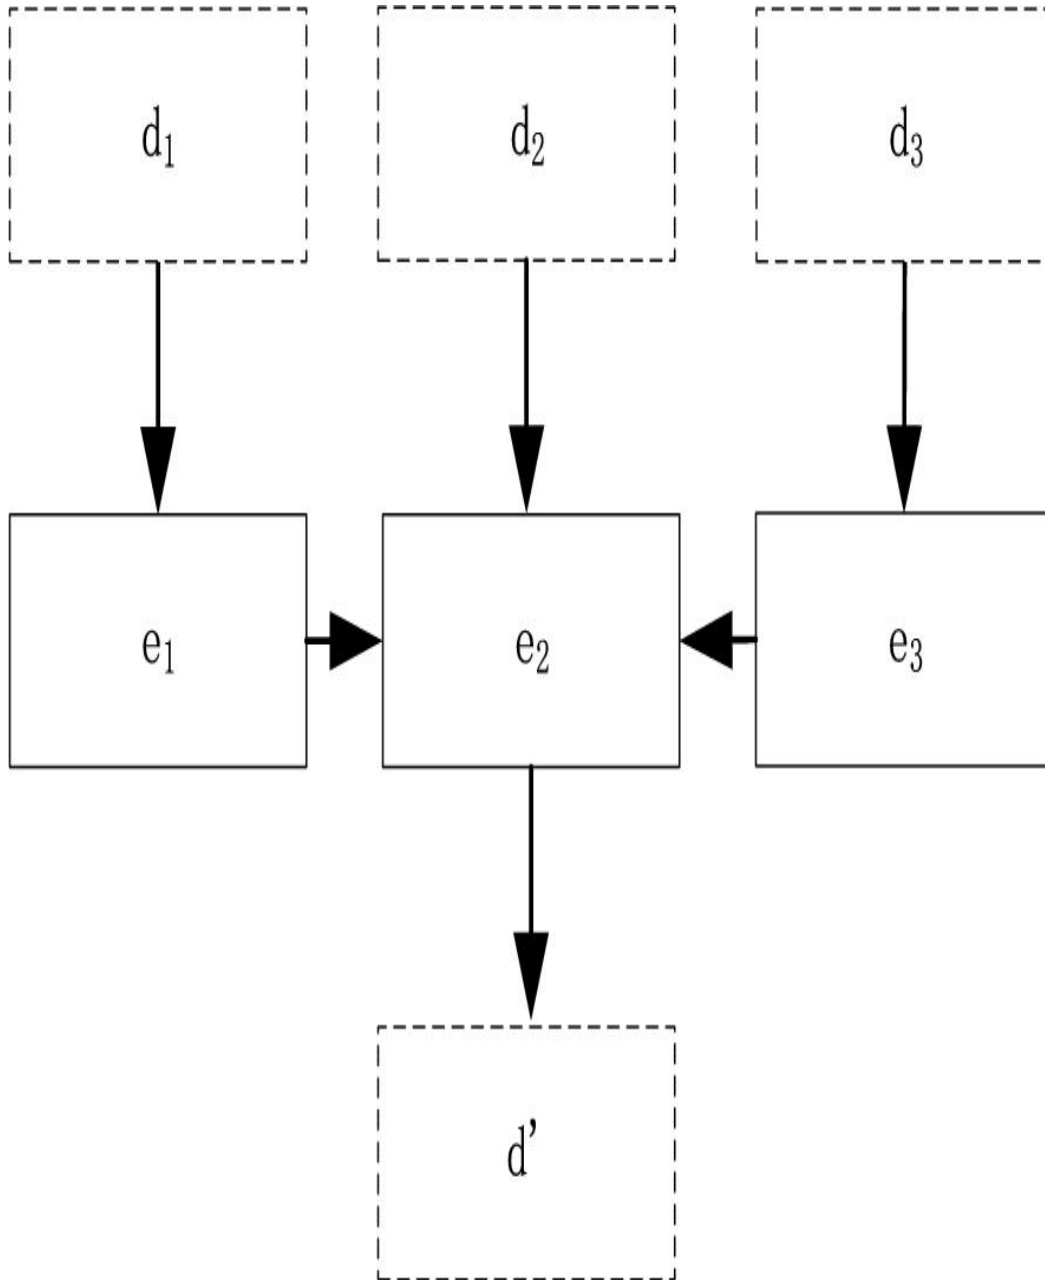 d₁ d₂ d₃
e₁ e₂ e₃
d'